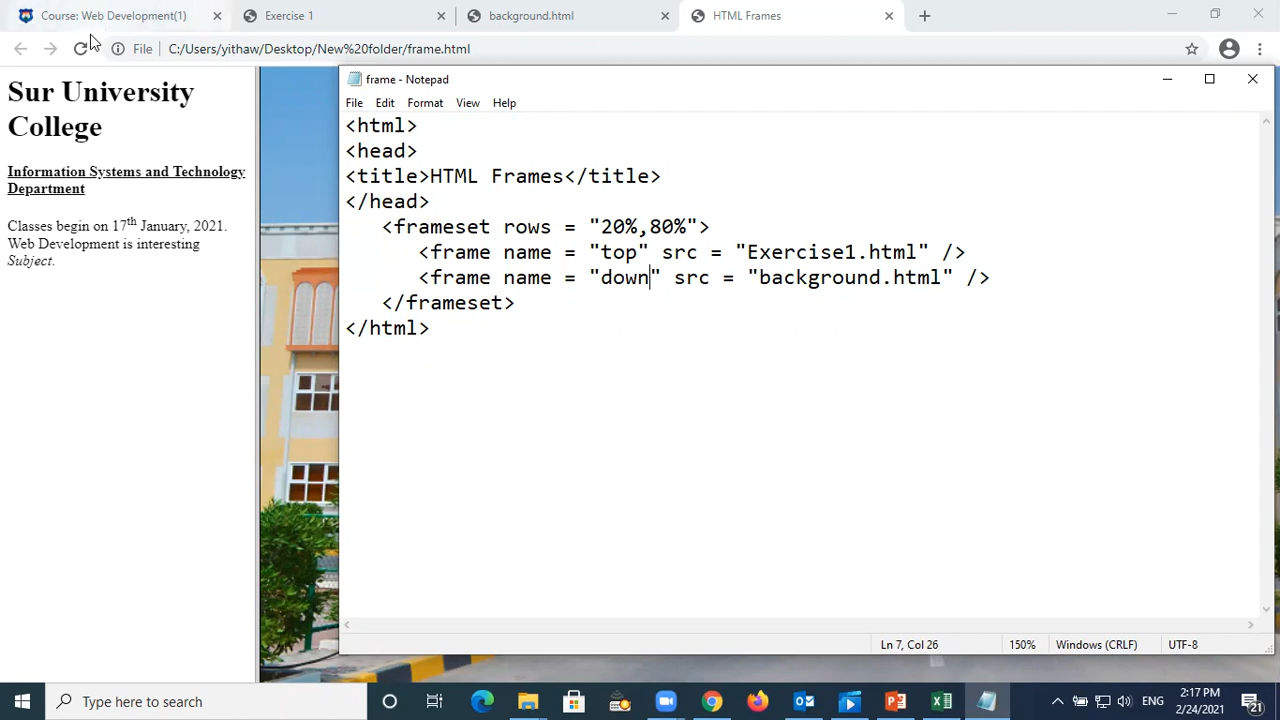 Course: Web Development(1)
Exercise 1
background.html
HTML Frames
File
C:/Users/yithaw/Desktop/New%20folder/frame.html
Sur University
College
Information Systems and Technology
Department
Classes begin on 17th January, 2021.
Web Development is interesting
Subject.
frame - Notepad
File Edit Format View Help
<html>
<head>
<title>HTML Frames</title>
</head>
<frameset rows = "20%,80%">
<frame name = "top" src = "Exercise1.html" />
<frame name = "down" src = "background.html" />
</frameset>
</html>
Ln 7, Col 26
150%
Windows (CRLF)
UTF-8
Type here to search
ENG
2:17 PM
2/24/2021
21